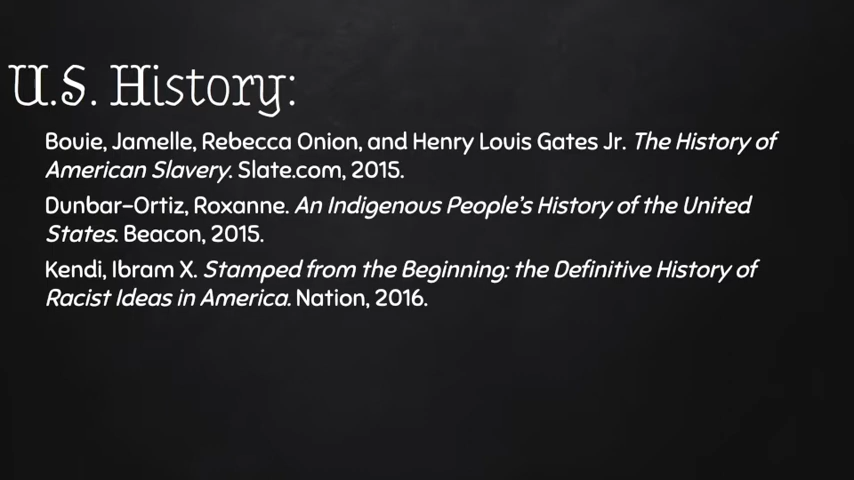 U.S. History:
Bouie, Jamelle, Rebecca Onion, and Henry Louis Gates Jr. The History of
American Slavery. Slate.com, 2015.
Dunbar-Ortiz, Roxanne. An Indigenous People's History of the United
States. Beacon, 2015.
Kendi, Ibram X. Stamped from the Beginning: the Definitive History of
Racist Ideas in America. Nation, 2016.